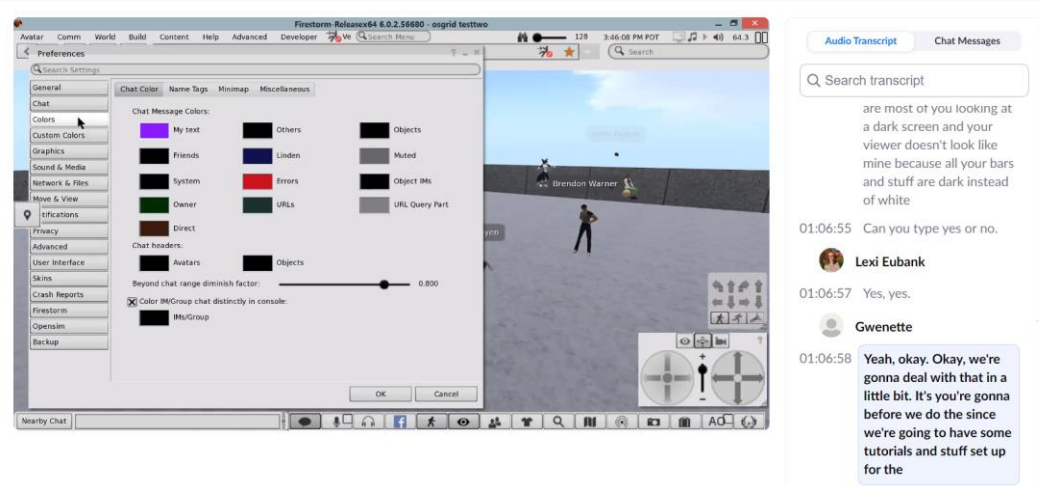 Firestorm-Releasex64 6.0.2.56680 - osgrid testtwo
Avatar Comm World Build Content Help Advanced Developer Ve Search Menu 128 3:46:08 PM PDT 64.3
Preferences
Search
Search Settings
General
Chat
Colors
Custom Colors
Graphics
Sound & Media
Network & Files
Move & View
tifications
Privacy
Advanced
User Interface
Skins
Crash Reports
Firestorm
Opensim
Backup
Chat Color Name Tags Minimap Miscellaneous
Chat Message Colors:
My text Others Objects
Friends Linden Muted
System Errors Object IMs
Owner URLs URL Query Part
Direct
Chat headers:
Avatars Objects
Beyond chat range diminish factor: 0.800
Color IM/Group chat distinctly in console:
IMs/Group
OK Cancel
Brendon Warner
yen
Nearby Chat
AO
Audio Transcript Chat Messages
Search transcript
are most of you looking at
a dark screen and your
viewer doesn't look like
mine because all your bars
and stuff are dark instead
of white
01:06:55 Can you type yes or no.
Lexi Eubank
01:06:57 Yes, yes.
Gwenette
01:06:58 Yeah, okay. Okay, we're
gonna deal with that in a
little bit. It's you're gonna
before we do the since
we're going to have some
tutorials and stuff set up
for the